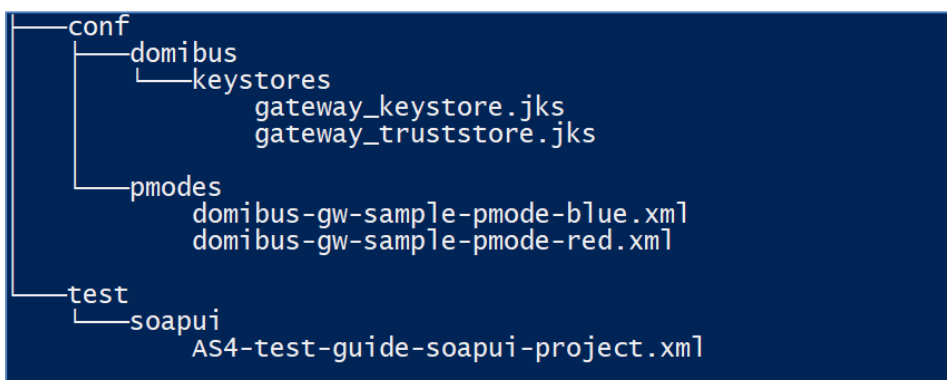 conf
domibus
keystores
gateway_keystore.jks
gateway_truststore.jks
pmodes
domibus-gw-sample-pmode-blue.xml
domibus-gw-sample-pmode-red.xml
test
soapui
AS4-test-guide-soapui-project.xml